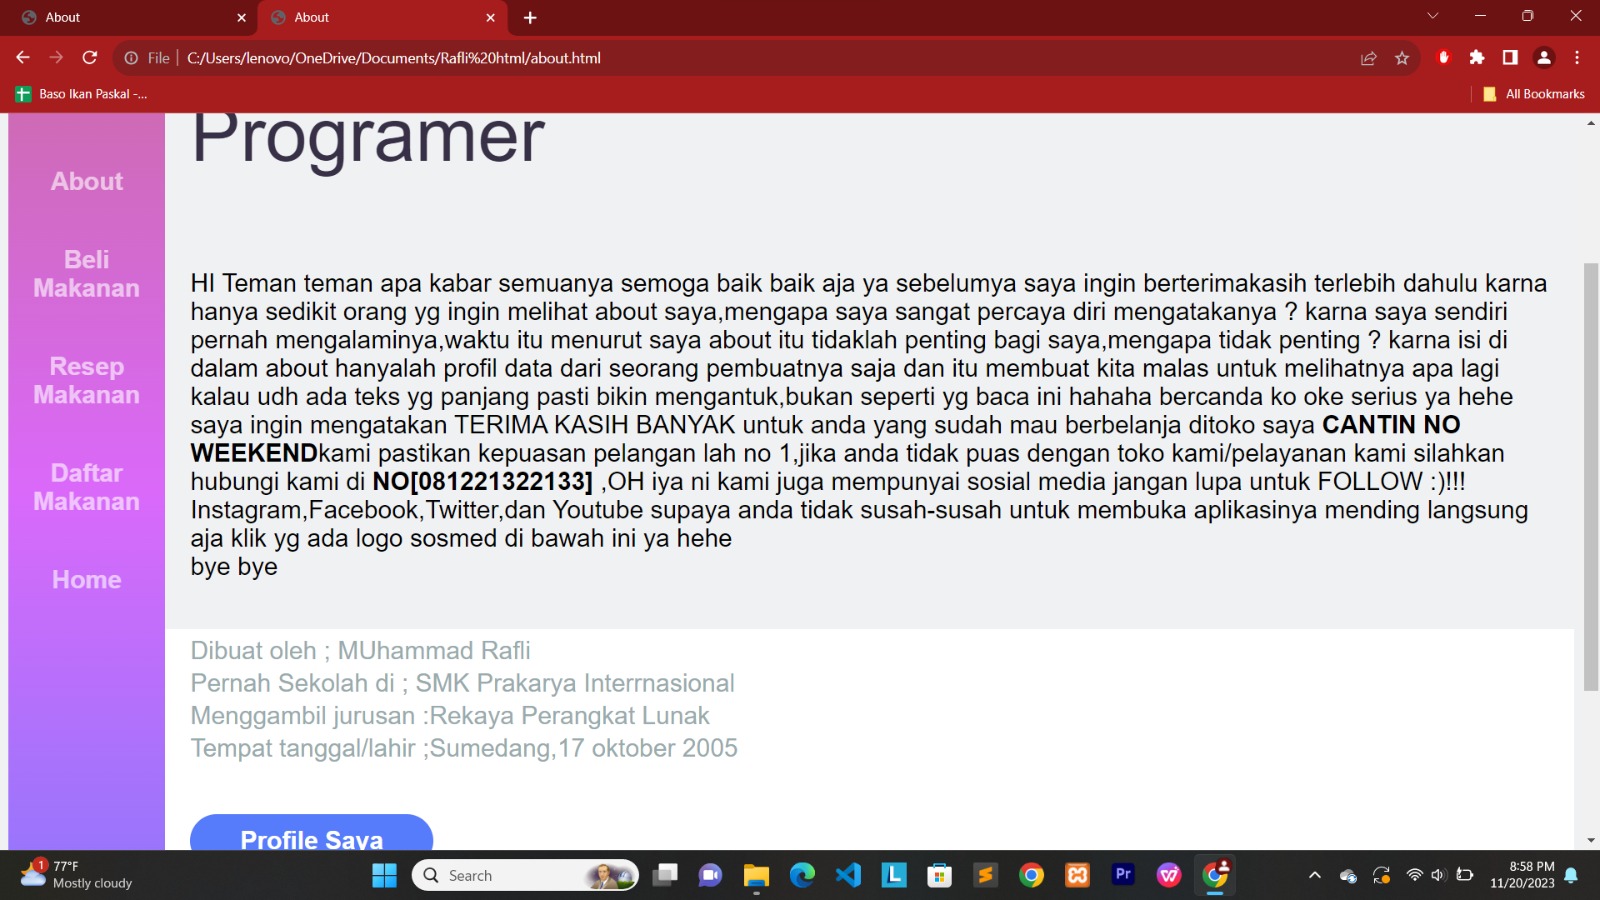 About
About
File
C:/Users/lenovo/OneDrive/Documents/Rafli%20html/about.html
Baso Ikan Paskal -...
All Bookmarks
Programer
About
Beli
Makanan
Resep
Makanan
Daftar
Makanan
Home
HI Teman teman apa kabar semuanya semoga baik baik aja ya sebelumya saya ingin berterimakasih terlebih dahulu karna
hanya sedikit orang yg ingin melihat about saya,mengapa saya sangat percaya diri mengatakanya ? karna saya sendiri
pernah mengalaminya,waktu itu menurut saya about itu tidaklah penting bagi saya,mengapa tidak penting ? karna isi di
dalam about hanyalah profil data dari seorang pembuatnya saja dan itu membuat kita malas untuk melihatnya apa lagi
kalau udh ada teks yg panjang pasti bikin mengantuk,bukan seperti yg baca ini hahaha bercanda ko oke serius ya hehe
saya ingin mengatakan TERIMA KASIH BANYAK untuk anda yang sudah mau berbelanja ditoko saya CANTIN NO
WEEKENDkami pastikan kepuasan pelangan lah no 1,jika anda tidak puas dengan toko kami/pelayanan kami silahkan
hubungi kami di NO[081221322133] ,OH iya ni kami juga mempunyai sosial media jangan lupa untuk FOLLOW :)!!!
Instagram,Facebook,Twitter,dan Youtube supaya anda tidak susah-susah untuk membuka aplikasinya mending langsung
aja klik yg ada logo sosmed di bawah ini ya hehe
bye bye
Dibuat oleh ; MUhammad Rafli
Pernah Sekolah di ; SMK Prakarya Interrnasional
Menggambil jurusan :Rekaya Perangkat Lunak
Tempat tanggal/lahir ;Sumedang,17 oktober 2005
Profile Saya
1
77°F
Mostly cloudy
Search
L
Pr
W
8:58 PM
11/20/2023